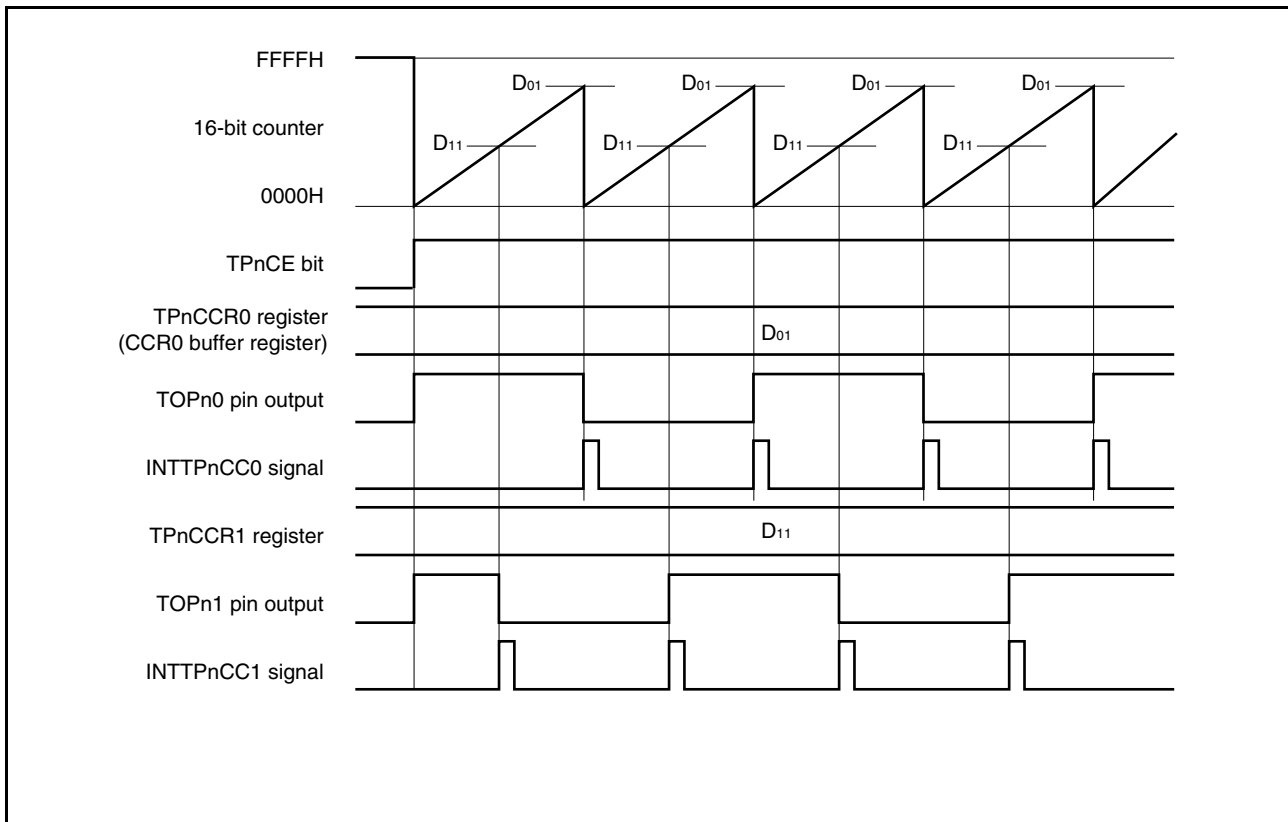 FFFFH
D01 D01 D01 D01
16-bit counter
D11 D11 D11 D11
0000H
TPnCE bit
TPnCCR0 register
(CCR0 buffer register)
D01
TOPn0 pin output
INTTPnCC0 signal
TPnCCR1 register
D11
TOPn1 pin output
INTTPnCC1 signal